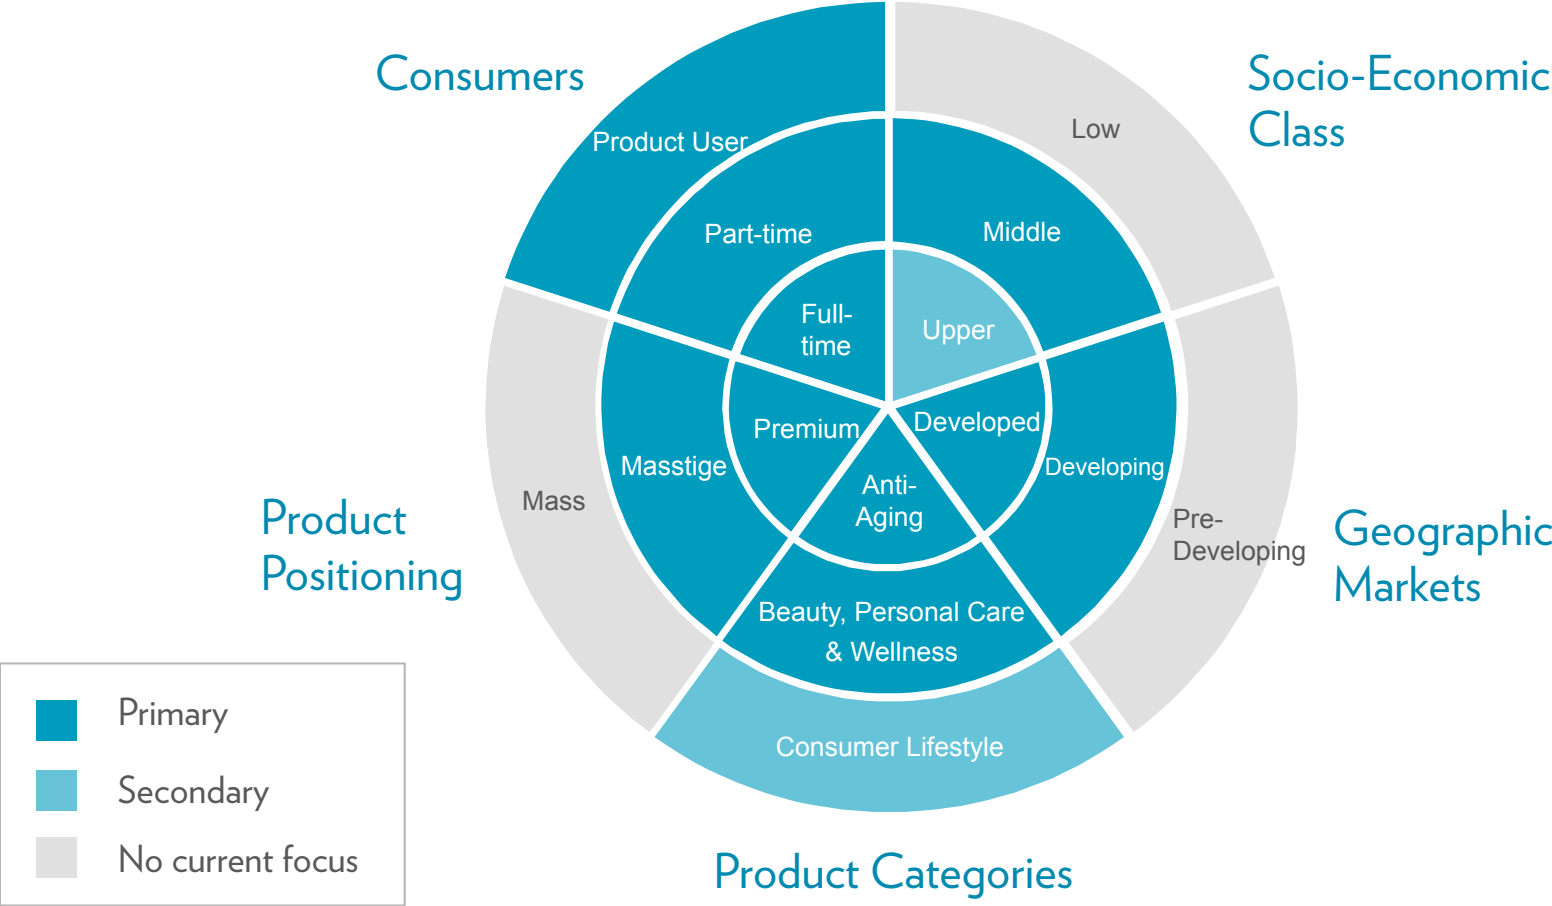 Consumers
Socio-Economic
Class
Low
Product User
Part-time
Middle
Full-
time
Upper
Premium
Developed
Masstige
Developing
Anti-
Aging
Mass
Pre-
Developing
Product
Positioning
Geographic
Markets
Beauty, Personal Care
& Wellness
Consumer Lifestyle
Product Categories
Primary
Secondary
No current focus